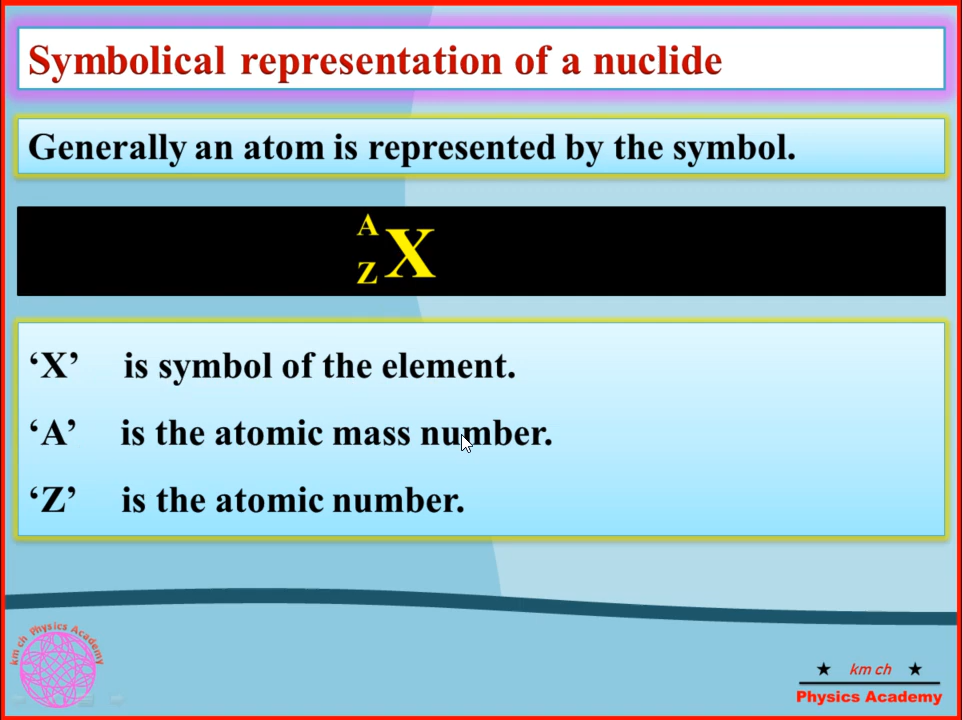 Symbolical representation of a nuclide
Generally an atom is represented by the symbol.
A
Z X
‘X’ is symbol of the element.
‘A’ is the atomic mass number.
‘Z’ is the atomic number.
km ch Physics Academy
★ km ch ★
Physics Academy